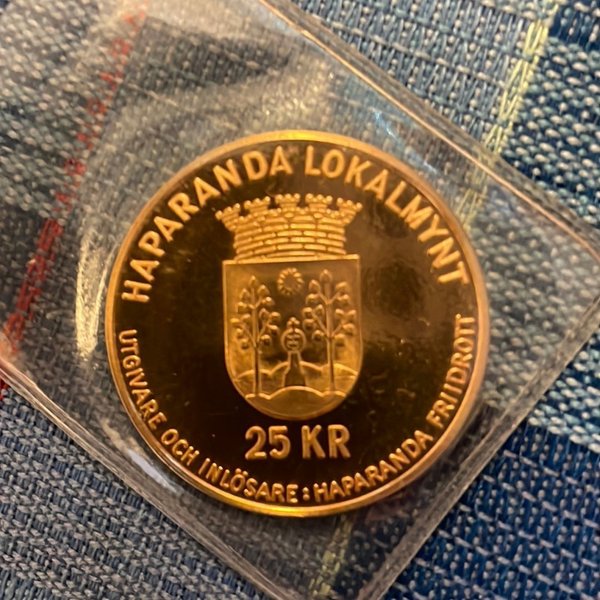 HAPARANDA LOKALMYNT
25 KR
UTGIVARE OCH INLÖSARE: HAPARANDA FRIIDROTT